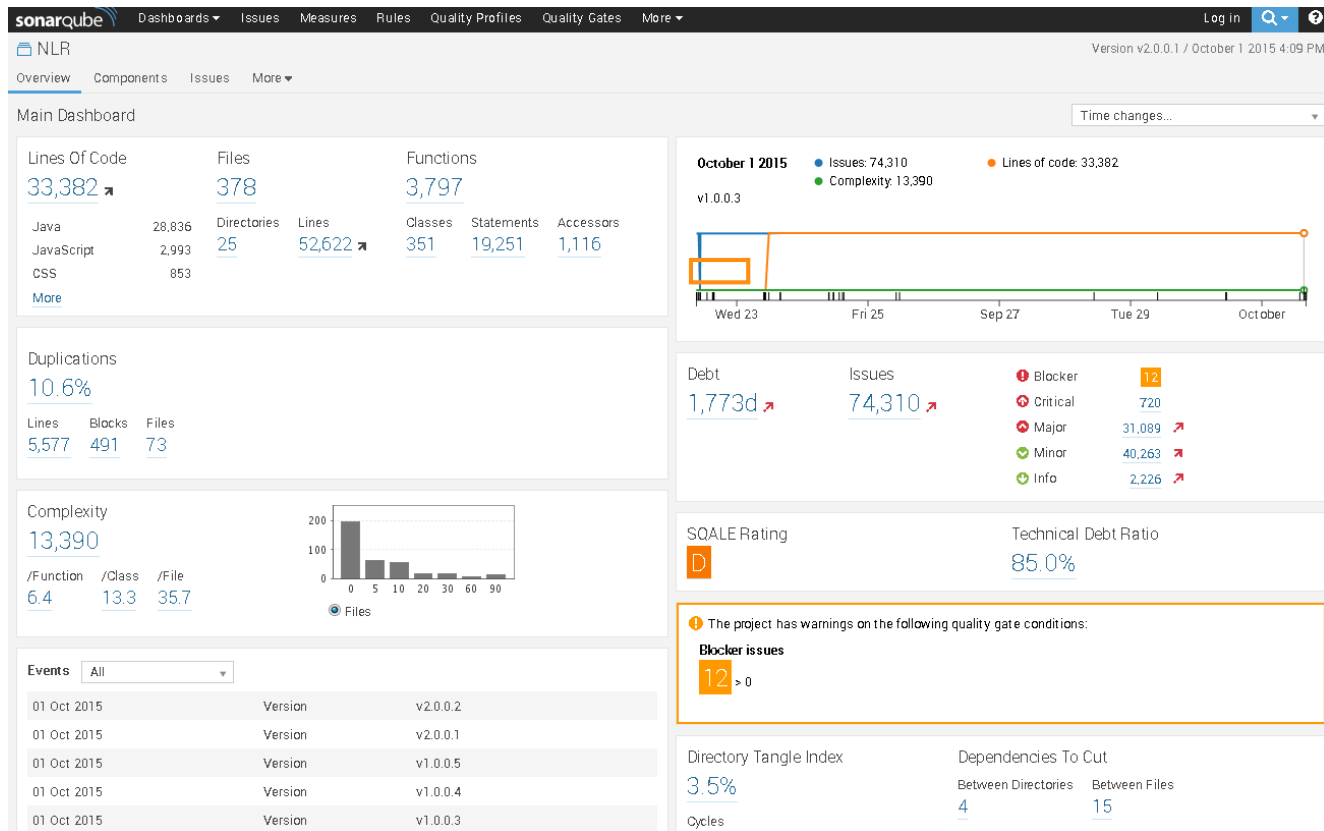 sonarqube Dashboards Issues Measures Rules Quality Profiles Quality Gates More Log in
NLR
Version v2.0.0.1 / October 1 2015 4:09 PM
Overview Components Issues More
Main Dashboard
Time changes...
Lines Of Code Files Functions
33,382 378 3,797
Java 28,836
JavaScript 2,993
CSS 853
More
Directories Lines
25 52,622
Classes Statements Accessors
351 19,251 1,116
Duplications
10.6%
Lines Blocks Files
5,577 491 73
Complexity
13,390
/Function /Class /File
6.4 13.3 35.7
200
100
0
0 5 10 20 30 60 90
Files
Events All
01 Oct 2015 Version v2.0.0.2
01 Oct 2015 Version v2.0.0.1
01 Oct 2015 Version v1.0.0.5
01 Oct 2015 Version v1.0.0.4
01 Oct 2015 Version v1.0.0.3
October 1 2015 Issues: 74,310 Lines of code: 33,382
Complexity: 13,390
v1.0.0.3
Wed 23 Fri 25 Sep 27 Tue 29 October
Debt Issues
1,773d 74,310
Blocker 12
Critical 720
Major 31,089
Minor 40,263
Info 2,226
SQALE Rating Technical Debt Ratio
D 85.0%
The project has warnings on the following quality gate conditions:
Blocker issues
12 > 0
Directory Tangle Index Dependencies To Cut
3.5% Between Directories Between Files
4 15
Cycles